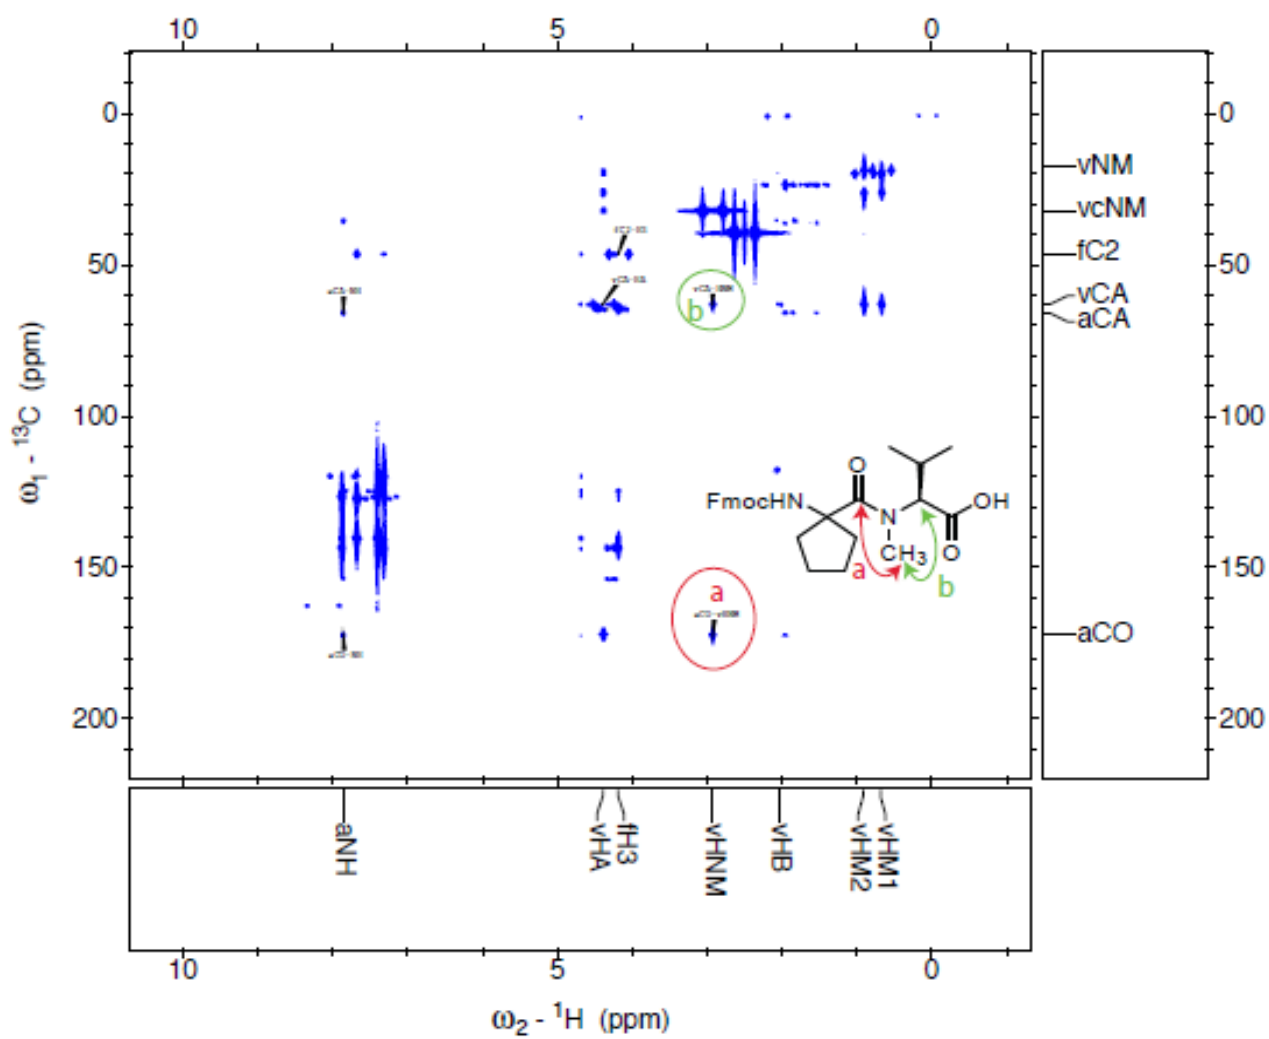 10 5 0
0 0
vNM
vcNM
fC2
50 50
vCA
aCA
b
100 100
ω1 - 13C (ppm)
O
FmocHN
N
OH
CH3
O
150 150
a
b
a
aCO
200 200
aNH
vHA
fH3
vHNM
vHB
vHM2
vHM1
10 5 0
ω2 - 1H (ppm)